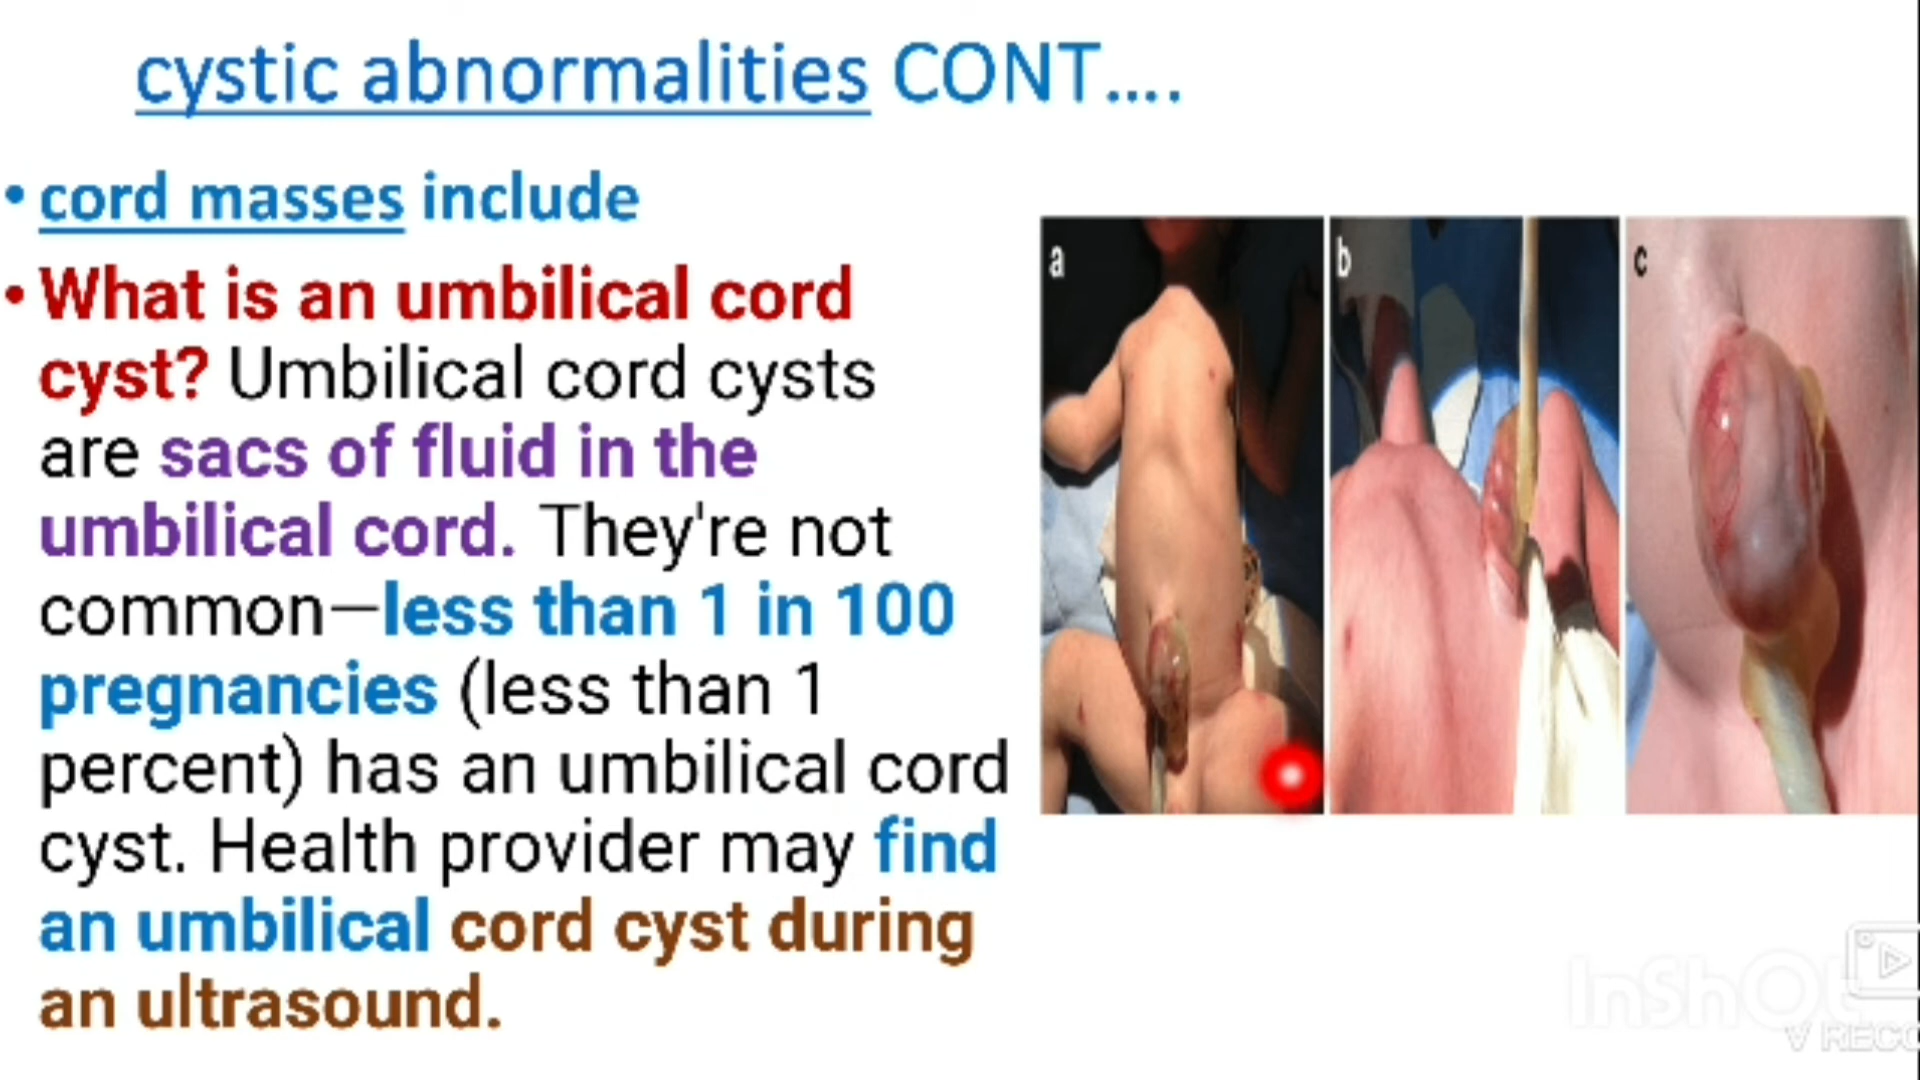 cystic abnormalities CONT....
• cord masses include
• What is an umbilical cord
cyst? Umbilical cord cysts
are sacs of fluid in the
umbilical cord. They're not
common—less than 1 in 100
pregnancies (less than 1
percent) has an umbilical cord
cyst. Health provider may find
an umbilical cord cyst during
an ultrasound.
a
b
c
InShOt
V RECO